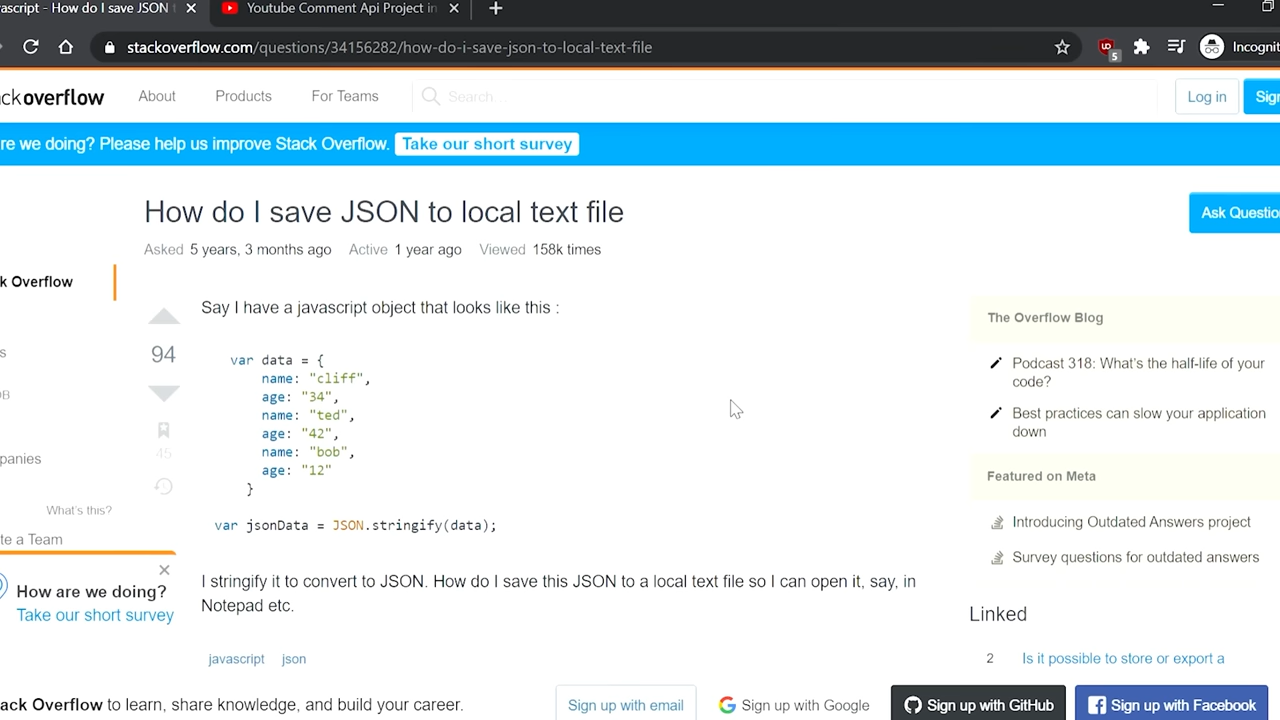 ascript - How do I save JSON t
Youtube Comment Api Project in
stackoverflow.com/questions/34156282/how-do-i-save-json-to-local-text-file
5
Incognit
ckoverflow
About
Products
For Teams
Search...
Log in
Sign
re we doing? Please help us improve Stack Overflow.
Take our short survey
How do I save JSON to local text file
Ask Questio
Asked 5 years, 3 months ago Active 1 year ago Viewed 158k times
k Overflow
Say I have a javascript object that looks like this :
94
45
var data = {
name: "cliff",
age: "34",
name: "ted",
age: "42",
name: "bob",
age: "12"
}
var jsonData = JSON.stringify(data);
I stringify it to convert to JSON. How do I save this JSON to a local text file so I can open it, say, in
Notepad etc.
javascript
json
s
OB
panies
What's this?
te a Team
How are we doing?
Take our short survey
The Overflow Blog
Podcast 318: What's the half-life of your
code?
Best practices can slow your application
down
Featured on Meta
Introducing Outdated Answers project
Survey questions for outdated answers
Linked
2 Is it possible to store or export a
ack Overflow to learn, share knowledge, and build your career.
Sign up with email
Sign up with Google
Sign up with GitHub
Sign up with Facebook